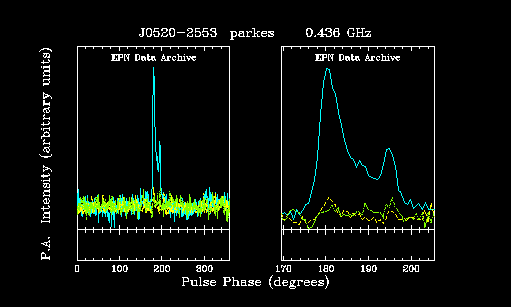 J0520-2553 parkes 0.436 GHz
EPN Data Archive EPN Data Archive
P.A. Intensity (arbitrary units)
0 100 200 300 170 180 190 200
Pulse Phase (degrees)